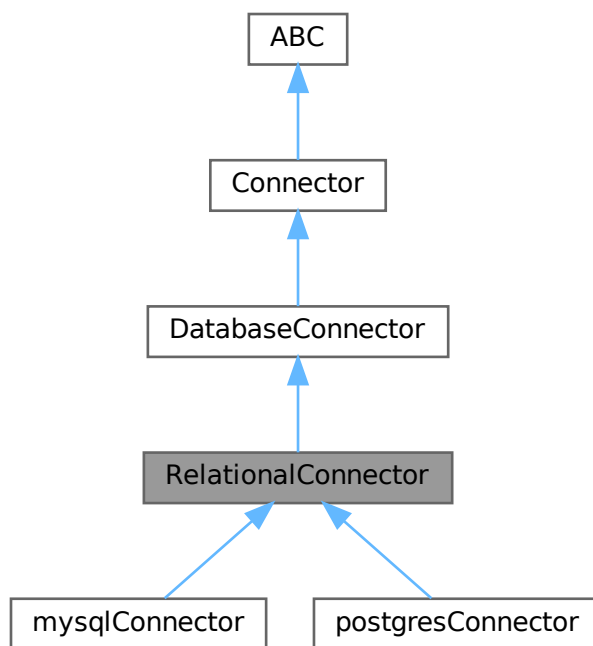 ABC
Connector
DatabaseConnector
RelationalConnector
mysqlConnector
postgresConnector